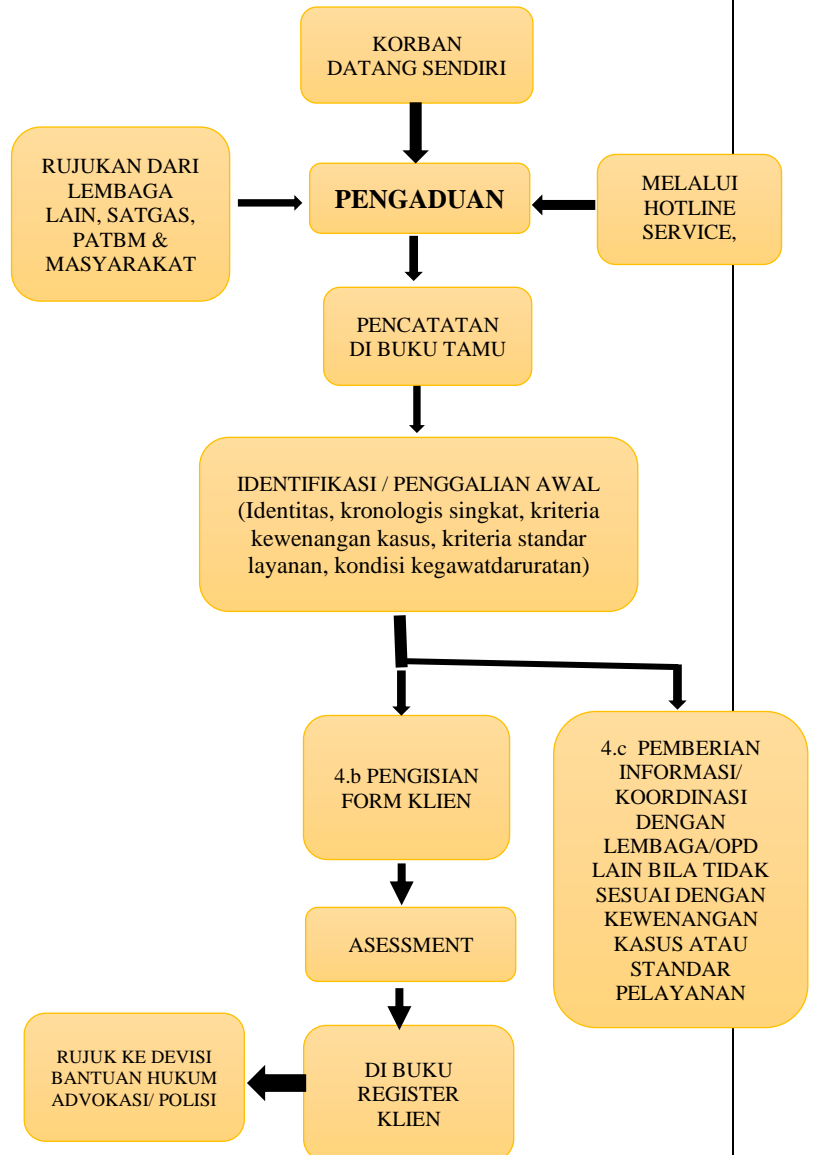 KORBAN
DATANG SENDIRI
RUJUKAN DARI
LEMBAGA
LAIN, SATGAS,
PATBM &
MASYARAKAT
PENGADUAN
MELALUI
HOTLINE
SERVICE,
PENCATATAN
DI BUKU TAMU
IDENTIFIKASI / PENGGALIAN AWAL
(Identitas, kronologis singkat, kriteria
kewenangan kasus, kriteria standar
layanan, kondisi kegawatdaruratan)
4.b PENGISIAN
FORM KLIEN
4.c PEMBERIAN
INFORMASI/
KOORDINASI
DENGAN
LEMBAGA/OPD
LAIN BILA TIDAK
SESUAI DENGAN
KEWENANGAN
KASUS ATAU
STANDAR
PELAYANAN
ASESSMENT
RUJUK KE DEVISI
BANTUAN HUKUM
ADVOKASI/ POLISI
DI BUKU
REGISTER
KLIEN